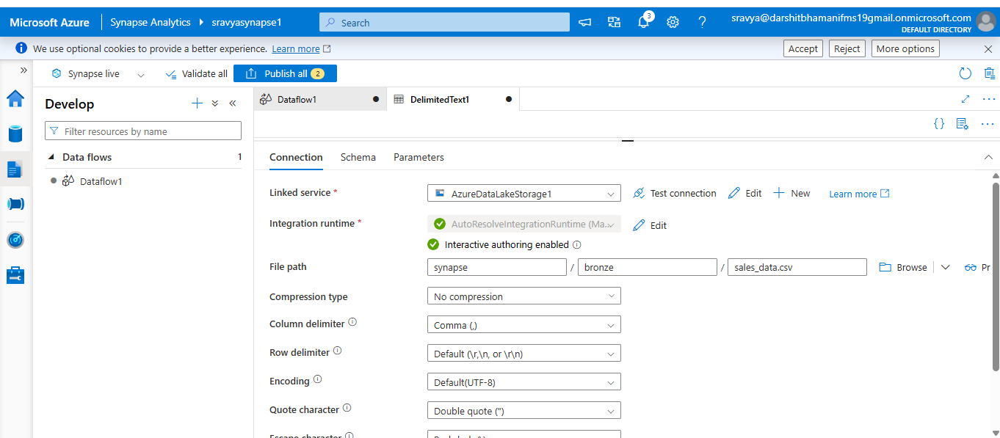 Microsoft Azure
Synapse Analytics
sravyasynapse1
Search
3
sravya@darshitbhamanifms19gmail.onmicrosoft.com
DEFAULT DIRECTORY
We use optional cookies to provide a better experience. Learn more
Accept
Reject
More options
Synapse live
Validate all
Publish all 2
Develop
Filter resources by name
Data flows 1
Dataflow1
Dataflow1
DelimitedText1
Connection
Schema
Parameters
Linked service *
AzureDataLakeStorage1
Test connection
Edit
New
Learn more
Integration runtime *
AutoResolveIntegrationRuntime (Ma...
Edit
Interactive authoring enabled
File path
synapse / bronze / sales_data.csv
Browse
Pr
Compression type
No compression
Column delimiter
Comma (,)
Row delimiter
Default (\r,\n, or \r\n)
Encoding
Default(UTF-8)
Quote character
Double quote (")
Escape character